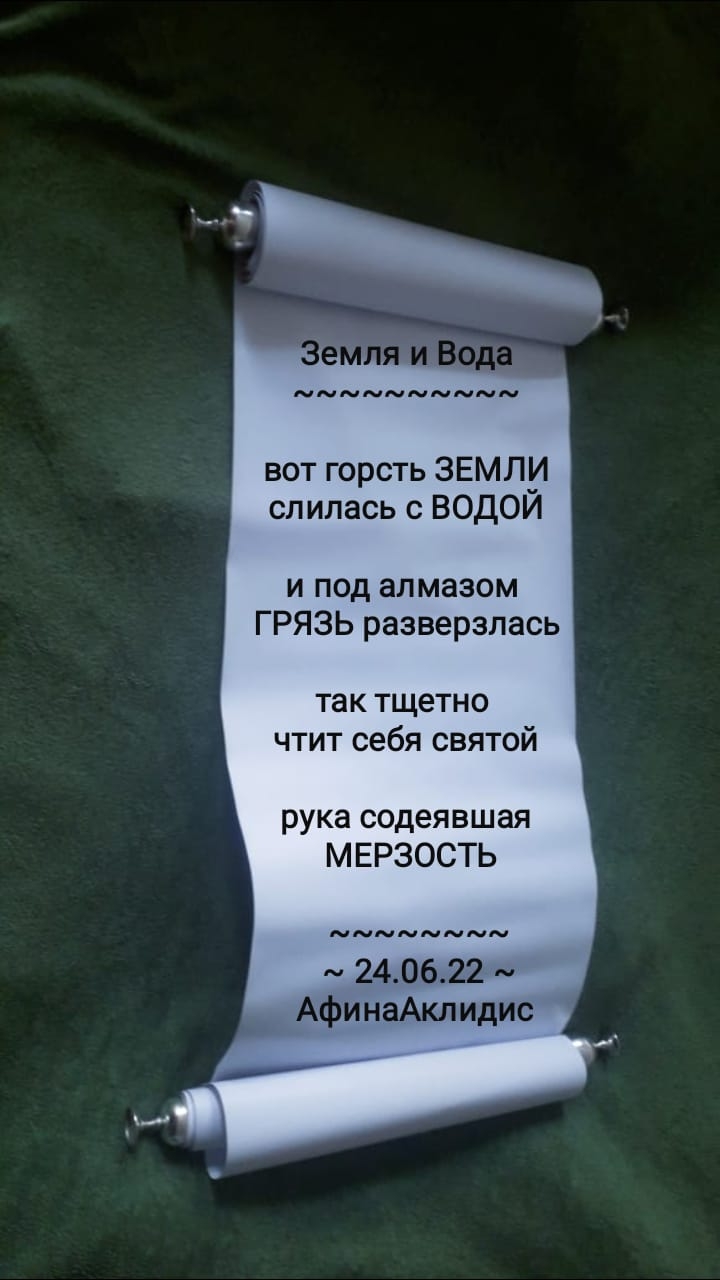 Земля и Вода
~~~~~~~~~~
вот горсть ЗЕМЛИ
слилась с ВОДОЙ
и под алмазом
ГРЯЗЬ разверзлась
так тщетно
чтит себя святой
рука содеявшая
МЕРЗОСТЬ
~~~~~~~~
~ 24.06.22 ~
АфинаАклидис